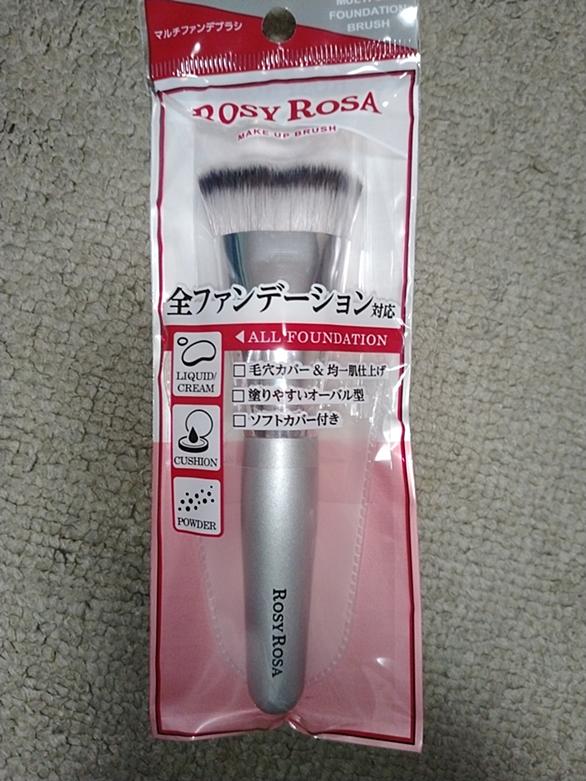 マルチファンデブラシ
FOUNDATION
BRUSH
ROSY ROSA
MAKE UP BRUSH
全ファンデーション対応
ALL FOUNDATION
LIQUID/
CREAM
□毛穴カバー & 均一肌仕上げ
□塗りやすいオーバル型
□ソフトカバー付き
CUSHION
POWDER
ROSY ROSA